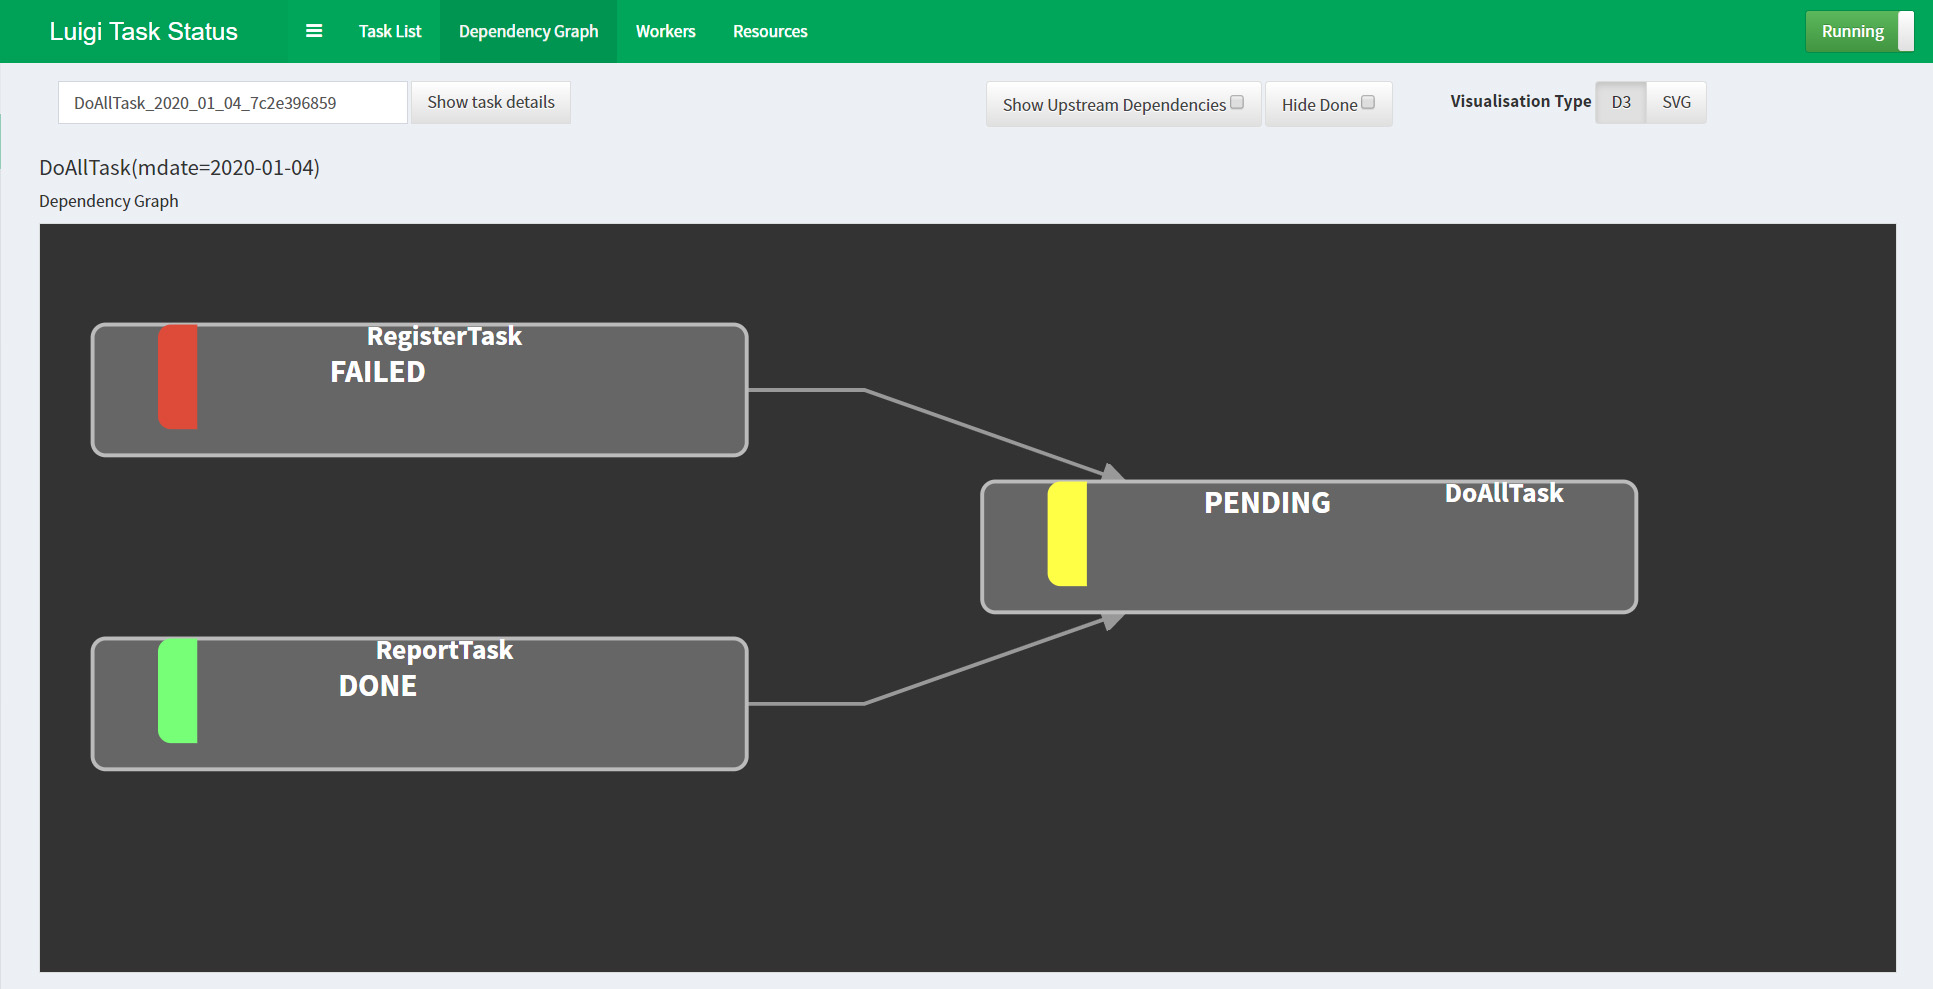 Luigi Task Status
Task List
Dependency Graph
Workers
Resources
Running
DoAllTask_2020_01_04_7c2e396859
Show task details
Show Upstream Dependencies
Hide Done
Visualisation Type
D3
SVG
DoAllTask(mdate=2020-01-04)
Dependency Graph
RegisterTask
FAILED
PENDING
DoAllTask
ReportTask
DONE